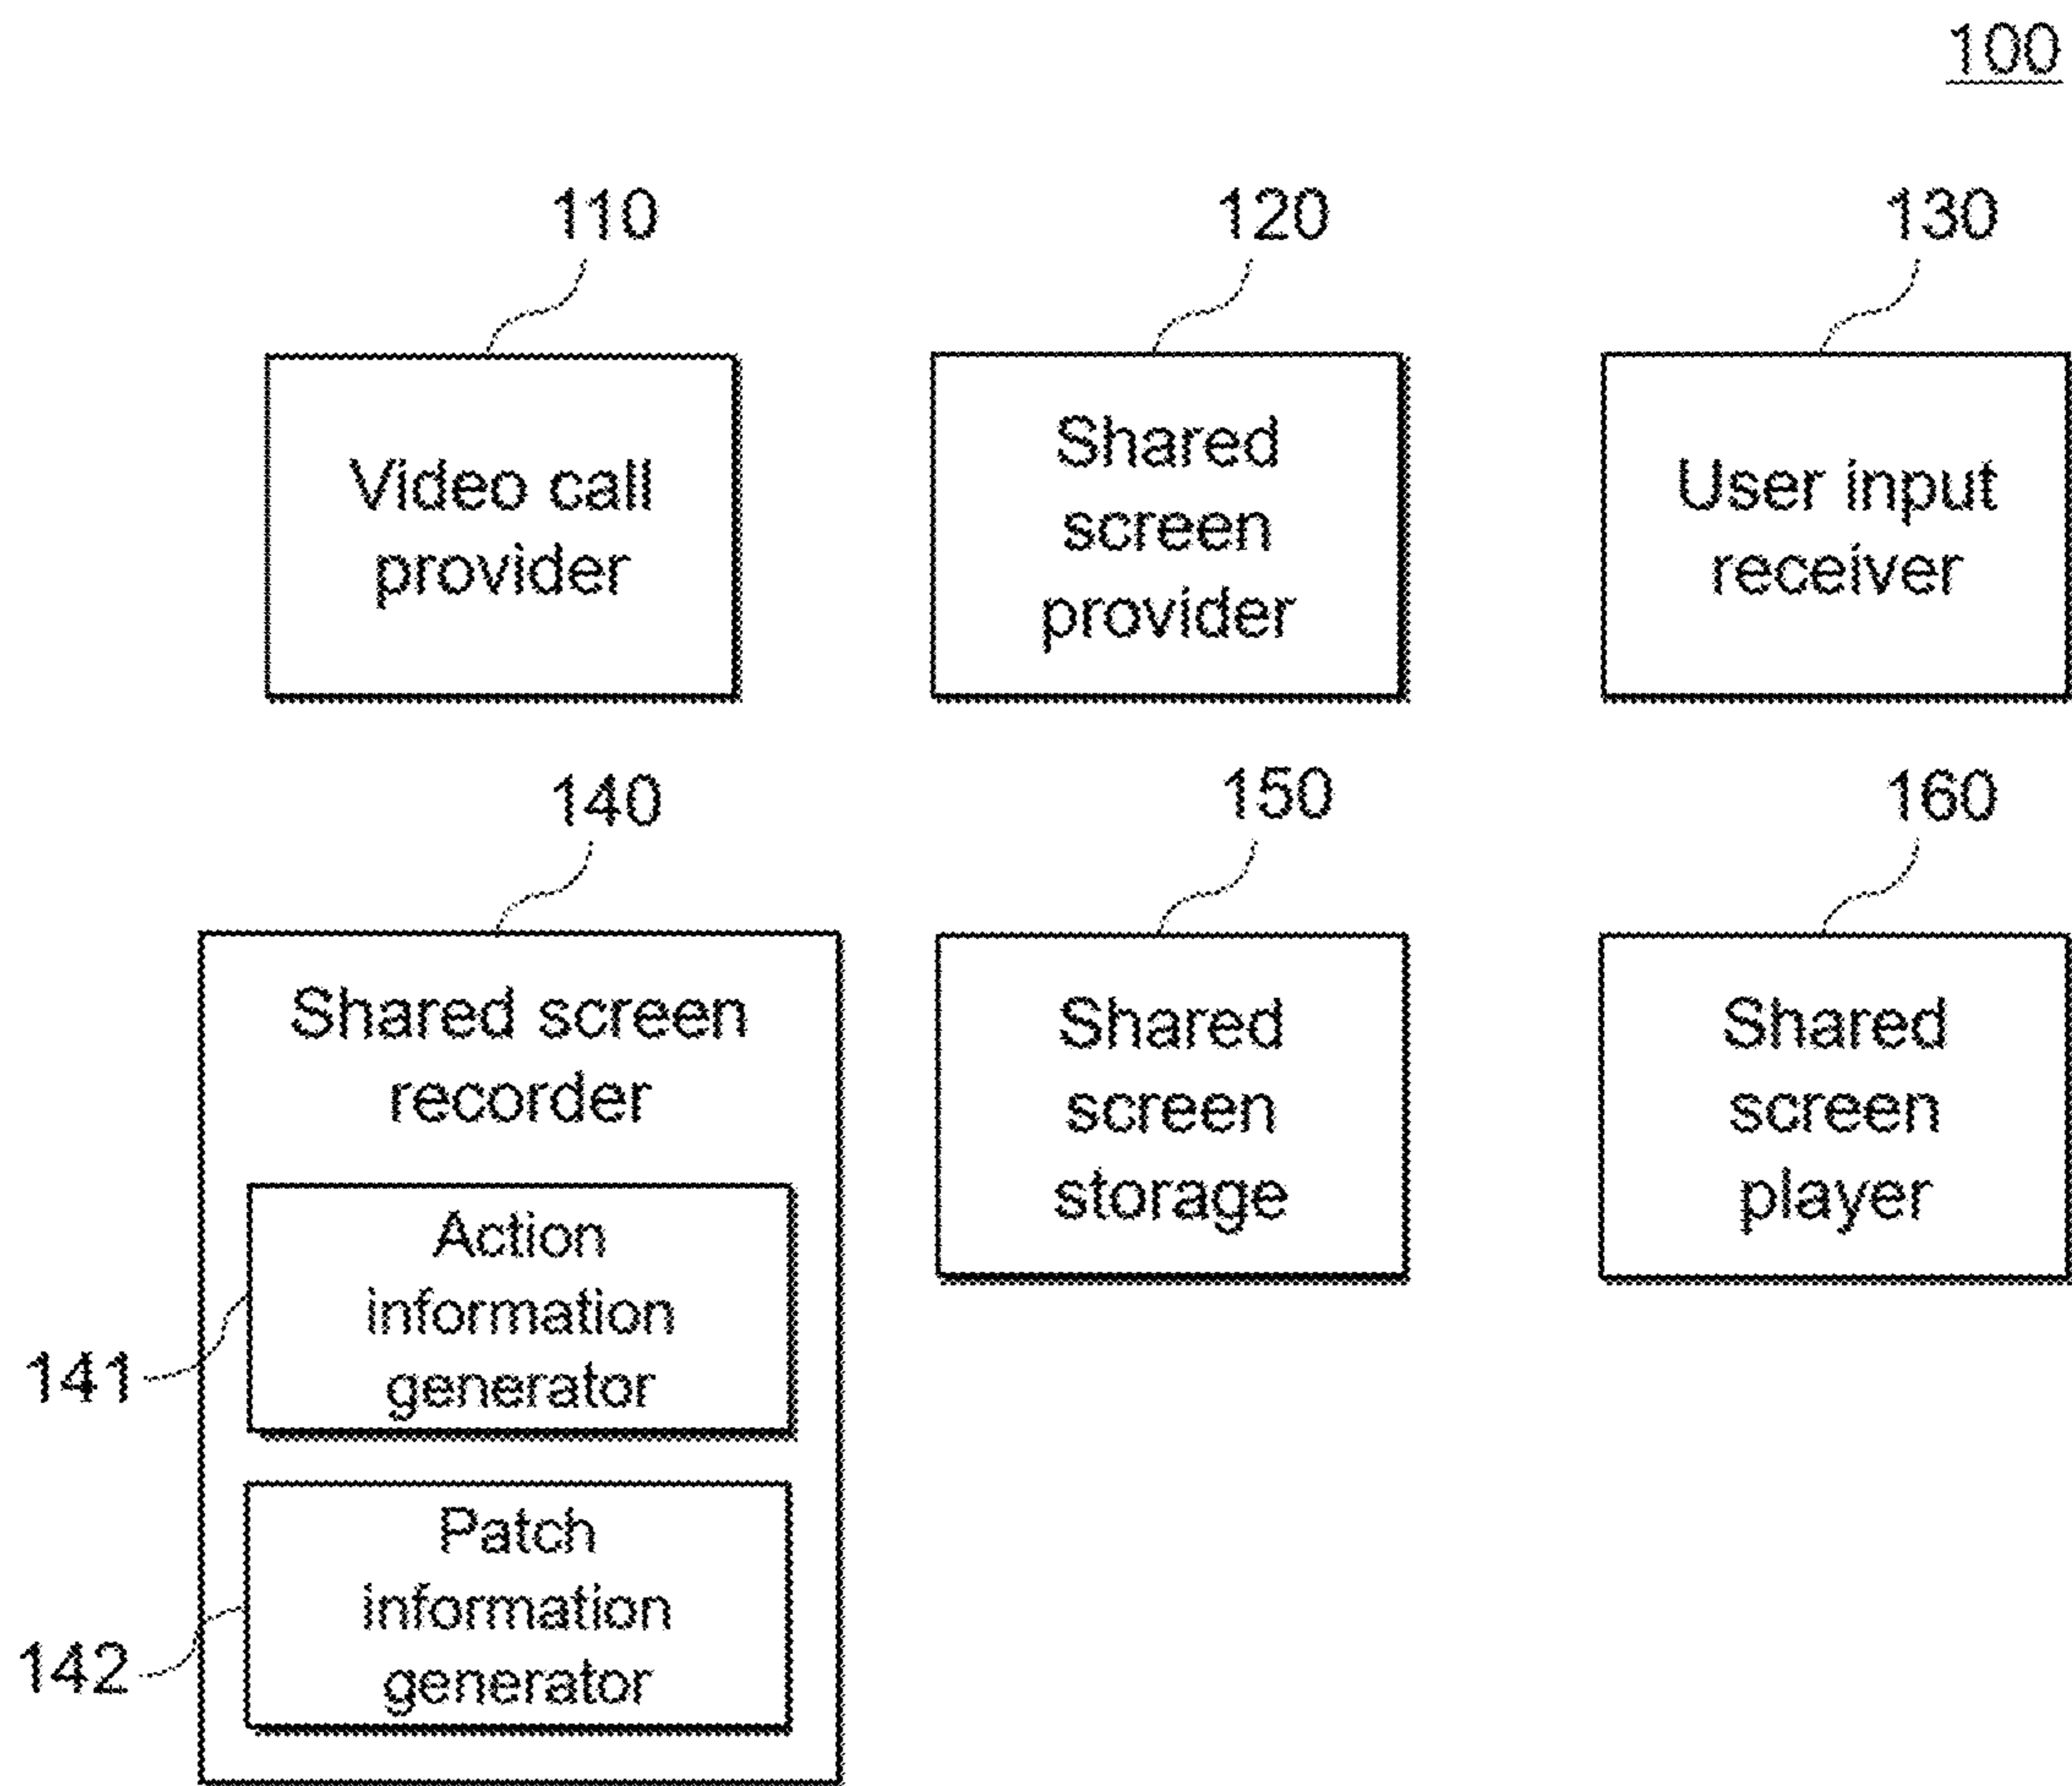 100
110
120
130
Video call
provider
Shared
screen
provider
User input
receiver
140
150
160
Shared screen
recorder
Action
information
generator
141
Patch
information
generator
142
Shared
screen
storage
Shared
screen
player